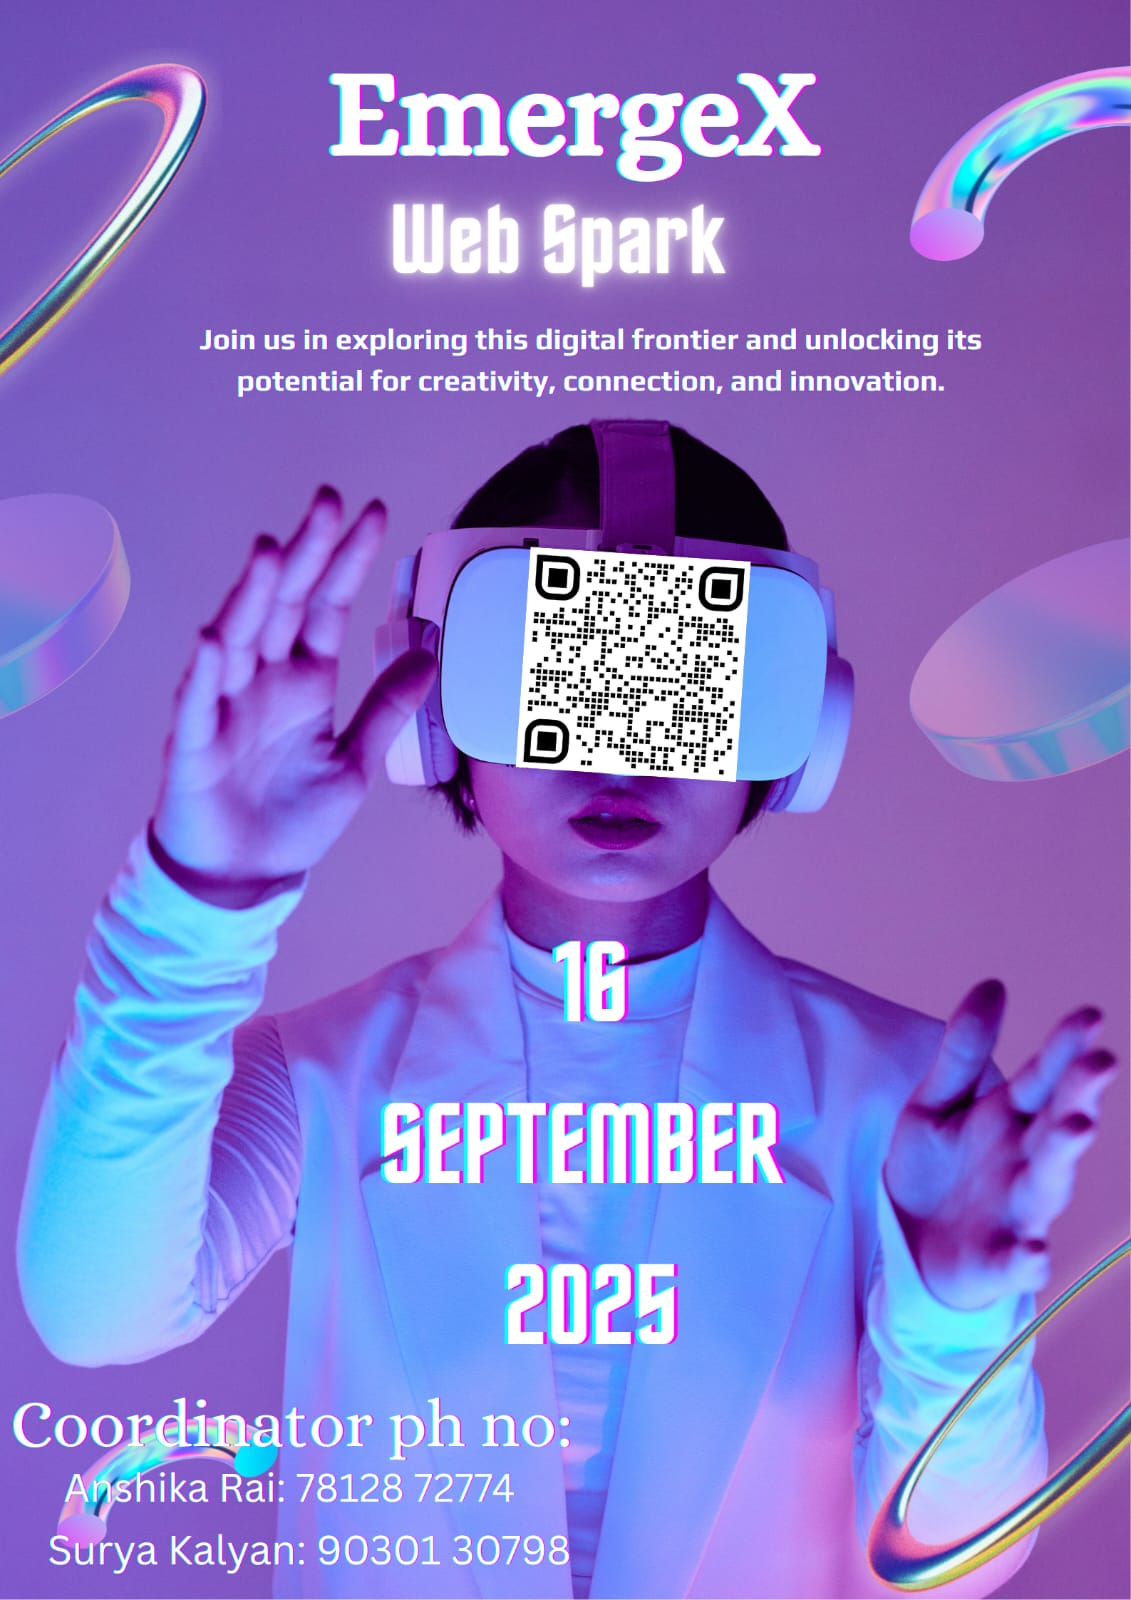 EmergeX
Web Spark
Join us in exploring this digital frontier and unlocking its
potential for creativity, connection, and innovation.
16
SEPTEMBER
2025
Coordinator ph no:
Anshika Rai: 78128 72774
Surya Kalyan: 90301 30798